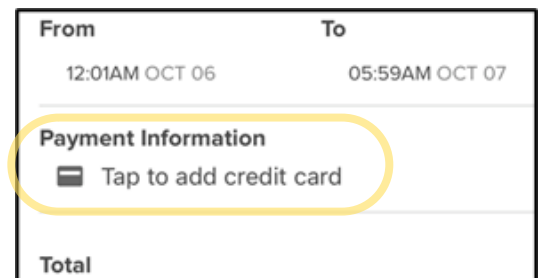 From To
12:01AM OCT 06 05:59AM OCT 07
Payment Information
Tap to add credit card
Total